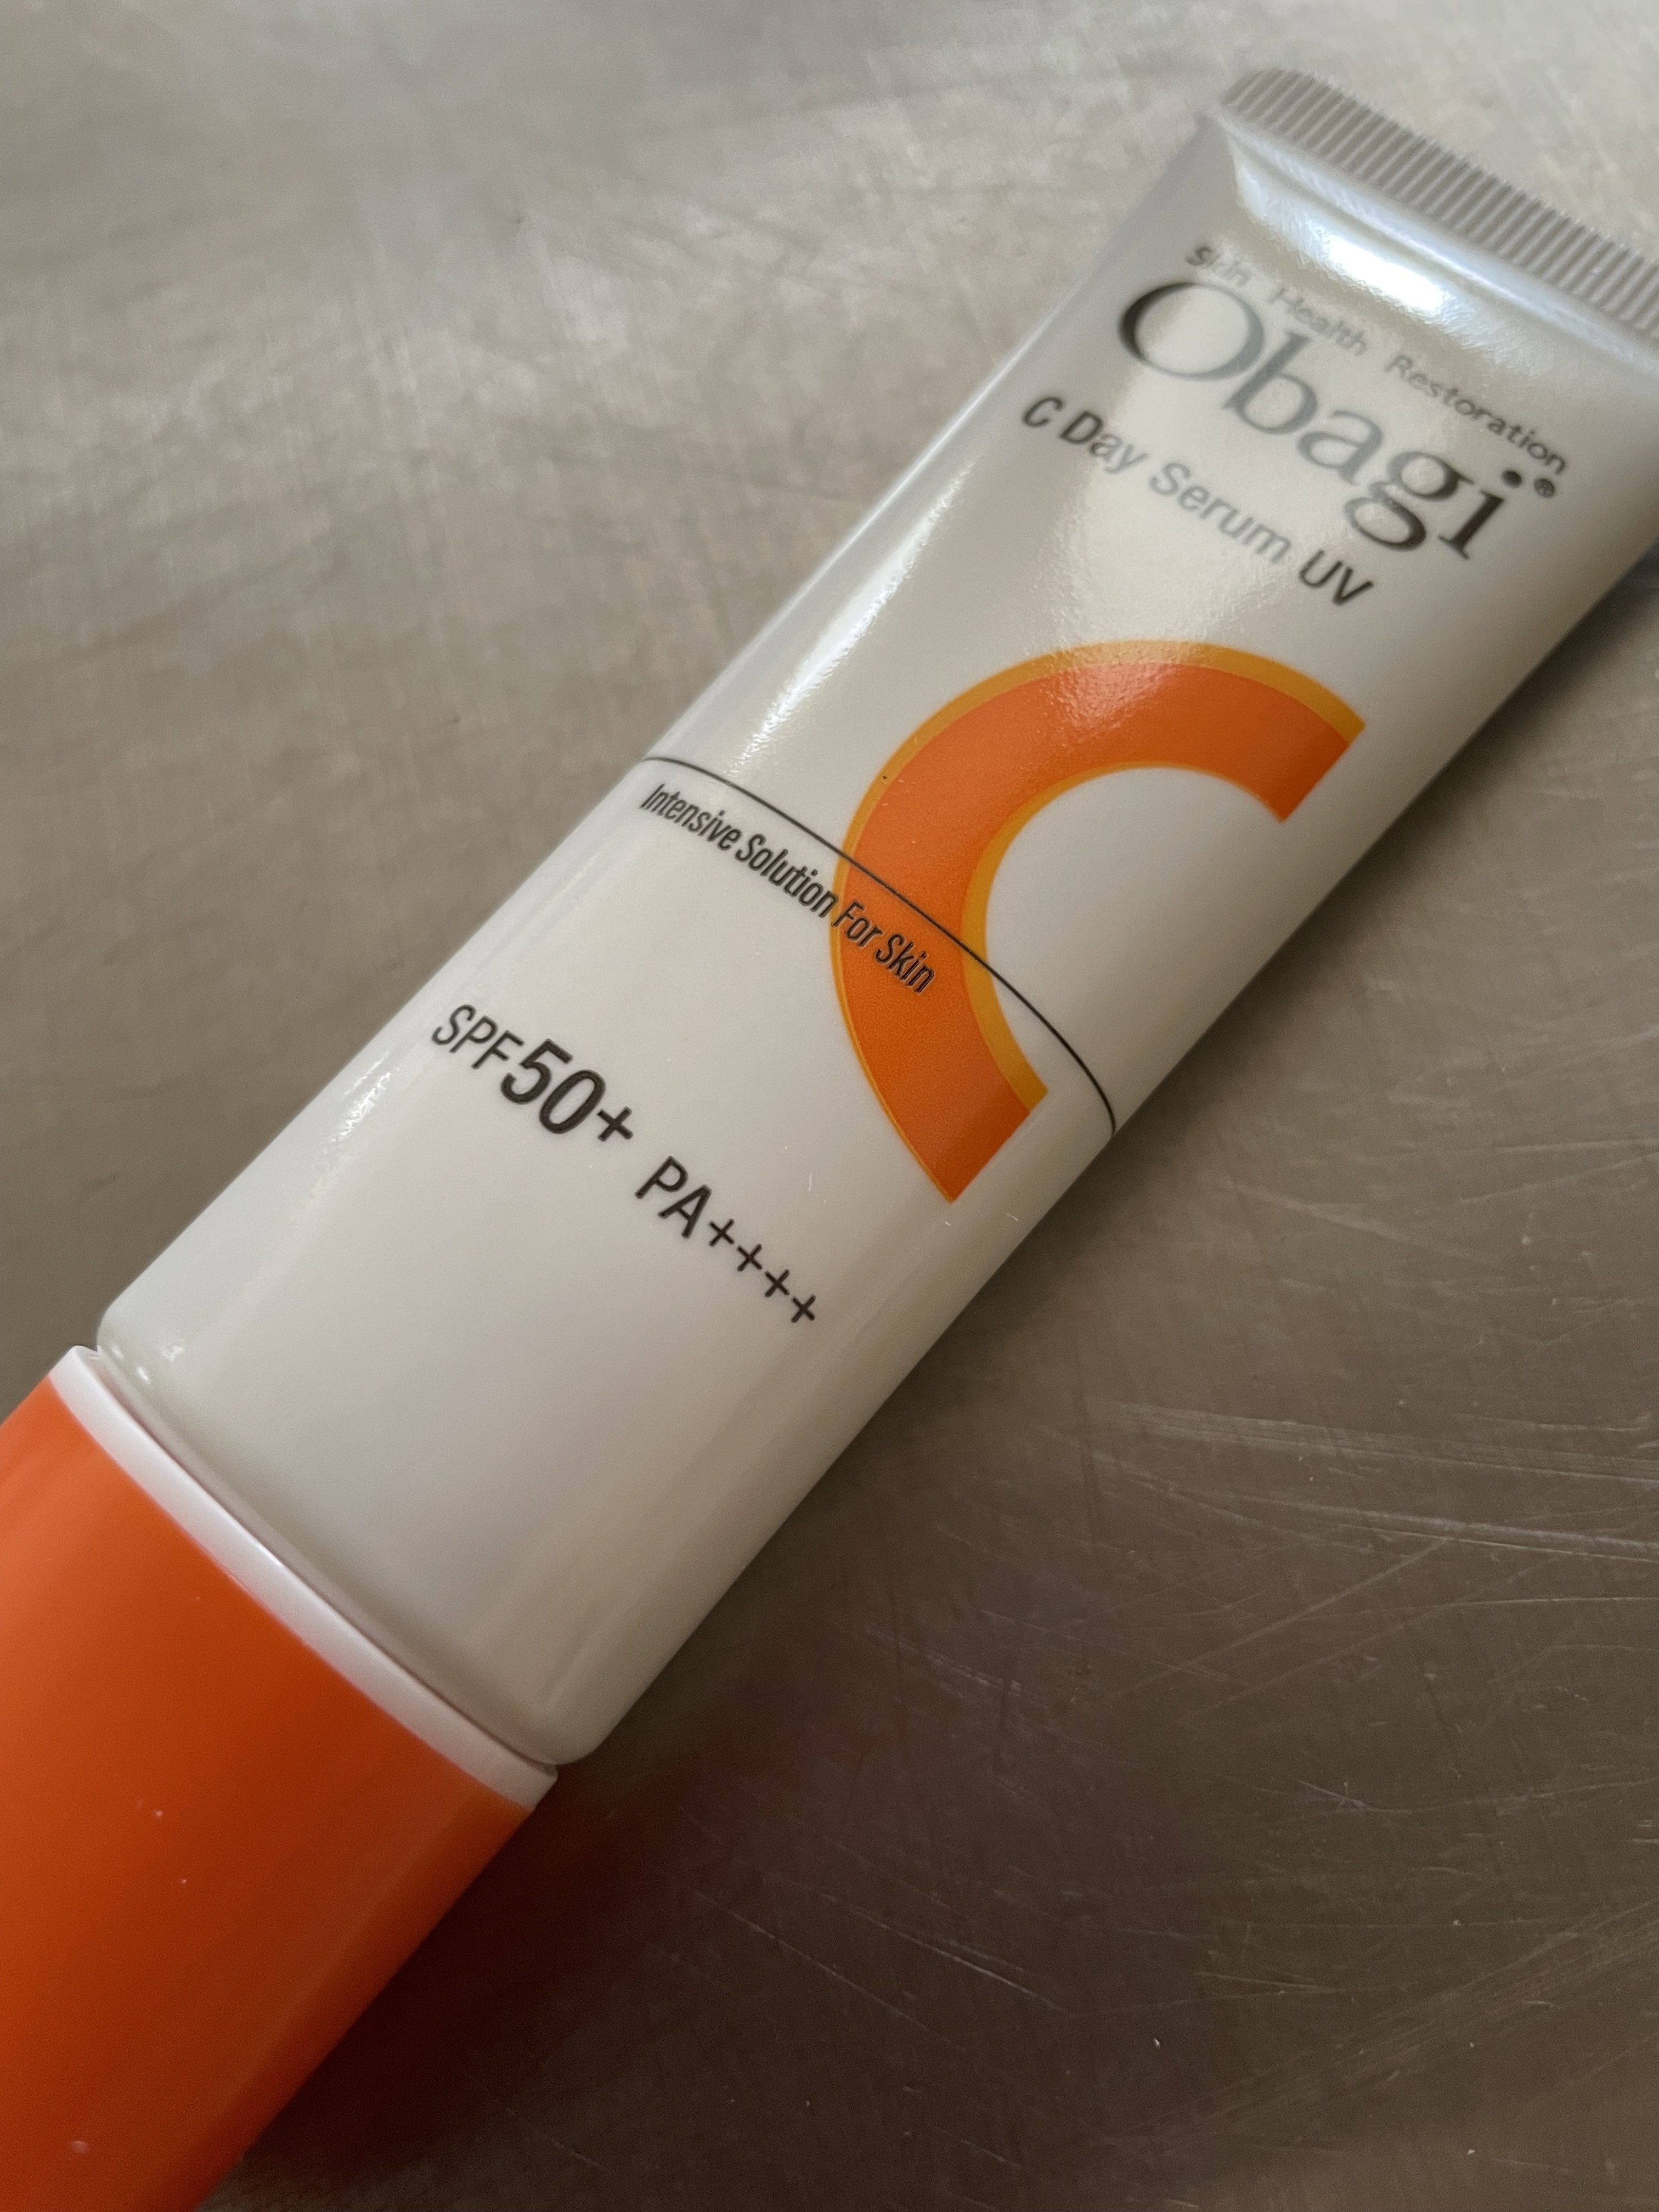 Skin Health Restoration
Obagi®
C Day Serum UV
Intensive Solution For Skin
SPF50+ PA++++